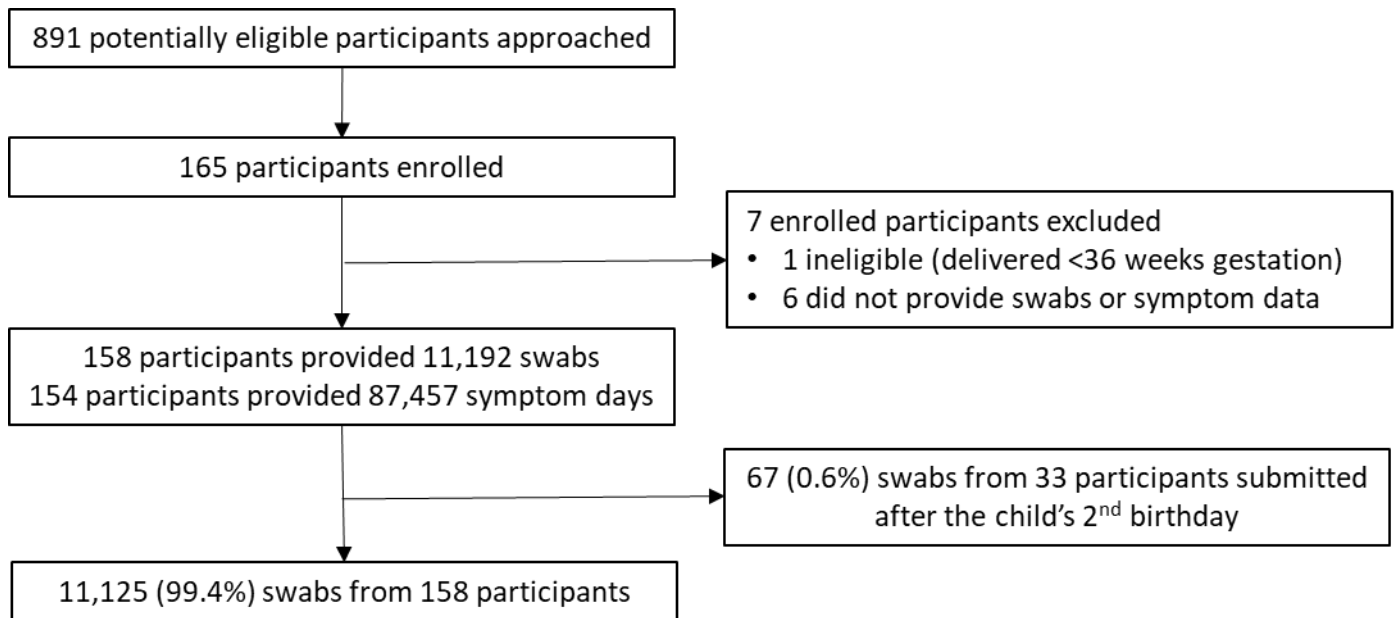 891 potentially eligible participants approached
165 participants enrolled
7 enrolled participants excluded
• 1 ineligible (delivered <36 weeks gestation)
• 6 did not provide swabs or symptom data
158 participants provided 11,192 swabs
154 participants provided 87,457 symptom days
67 (0.6%) swabs from 33 participants submitted
after the child’s 2nd birthday
11,125 (99.4%) swabs from 158 participants